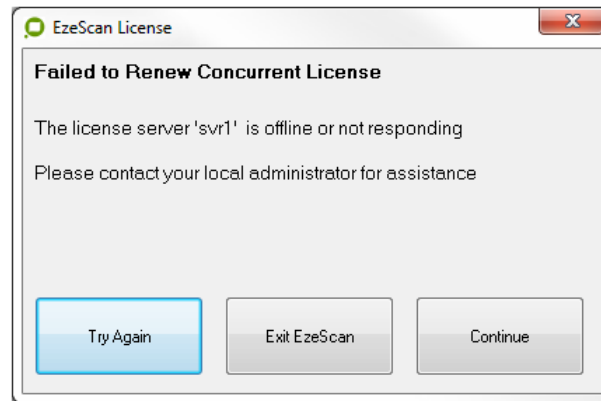 EzeScan License
Failed to Renew Concurrent License
The license server 'svr1' is offline or not responding
Please contact your local administrator for assistance
Try Again
Exit EzeScan
Continue